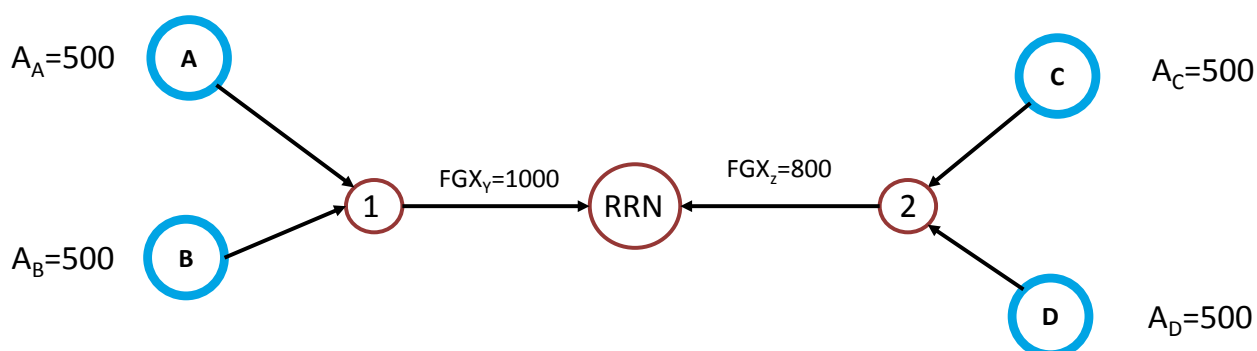 A_A=500
A
B
A_B=500
1
FGX_Y=1000
RRN
FGX_z=800
2
C
A_C=500
D
A_D=500